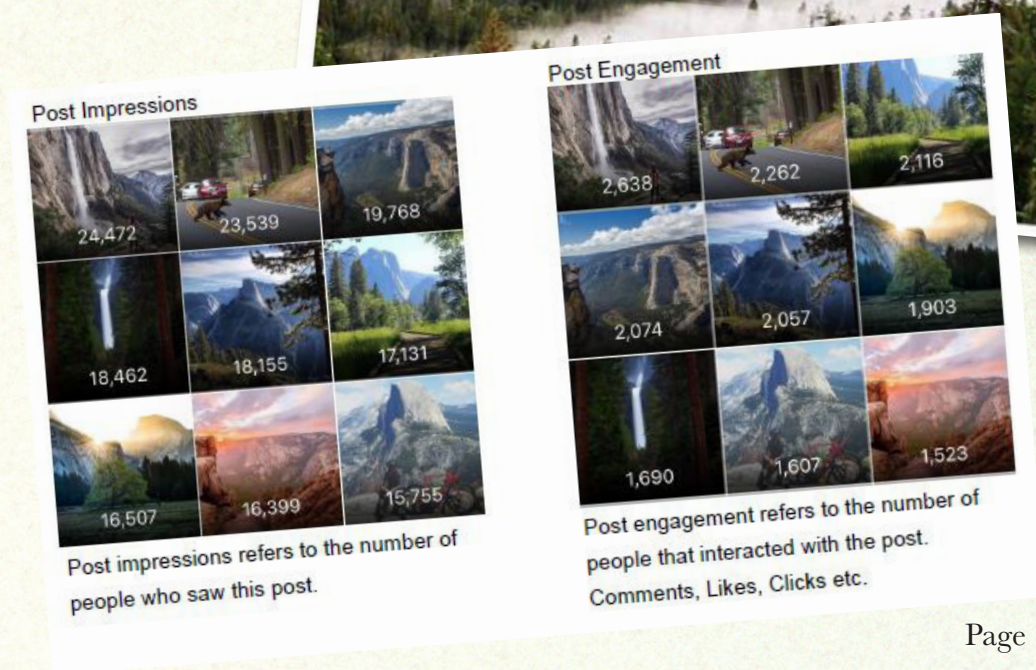 Post Impressions
24,472
23,539
19,768
18,462
18,155
17,131
16,507
16,399
15,755
Post impressions refers to the number of
people who saw this post.
Post Engagement
2,638
2,262
2,116
2,074
2,057
1,903
1,690
1,607
1,523
Post engagement refers to the number of
people that interacted with the post.
Comments, Likes, Clicks etc.
Page